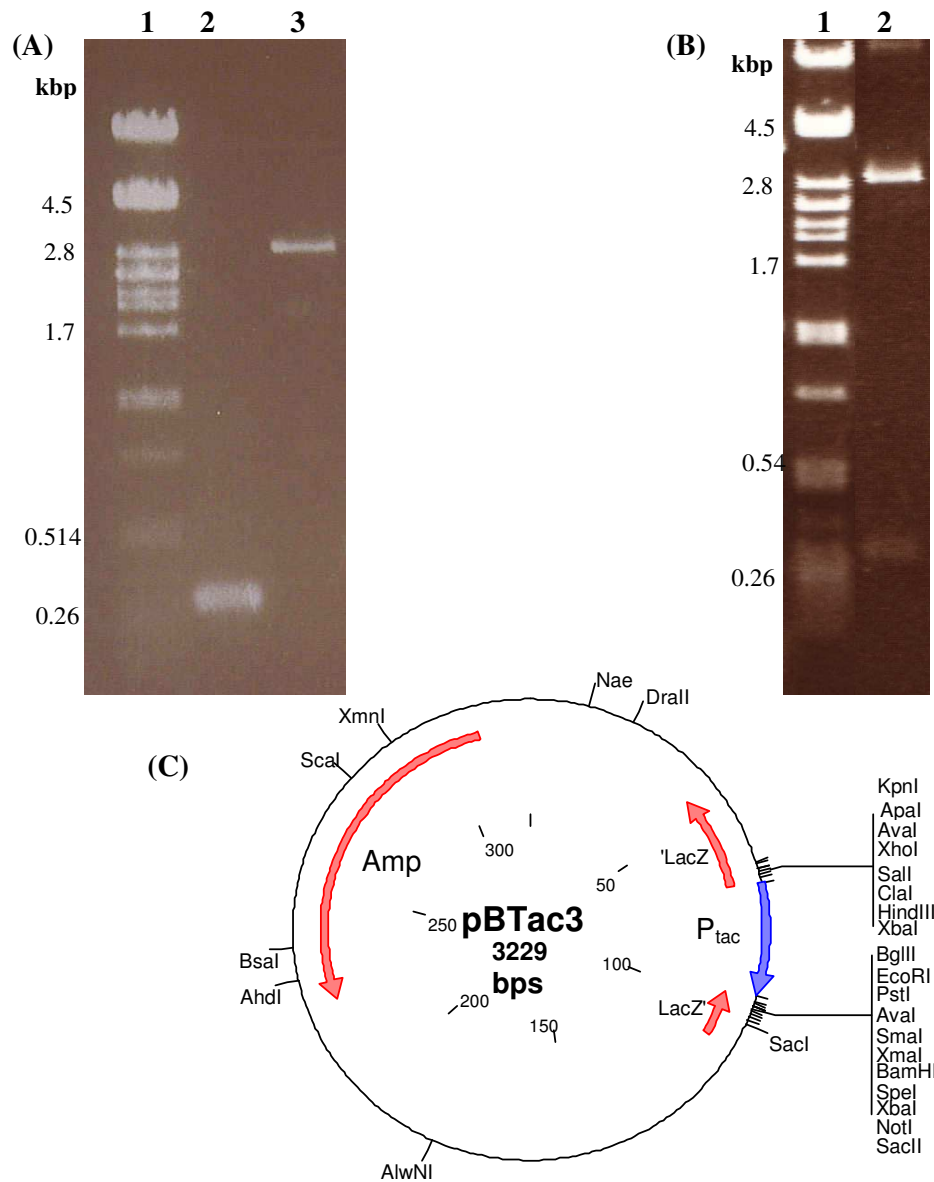 (A)
1 2 3
kbp
4.5
2.8
1.7
0.514
0.26
(B)
1 2
kbp
4.5
2.8
1.7
0.54
0.26
(C)
XmnI
ScaI
Nae
DraII
Amp
'LacZ
Ptac
LacZ'
pBTac3
3229
bps
50
100
150
200
250
300
BsaI
AhdI
AlwNI
SacI
KpnI
ApaI
AvaI
XhoI
SalI
ClaI
HindIII
XbaI
BglII
EcoRI
PstI
AvaI
SmaI
XmaI
BamHI
SpeI
XbaI
NotI
SacII